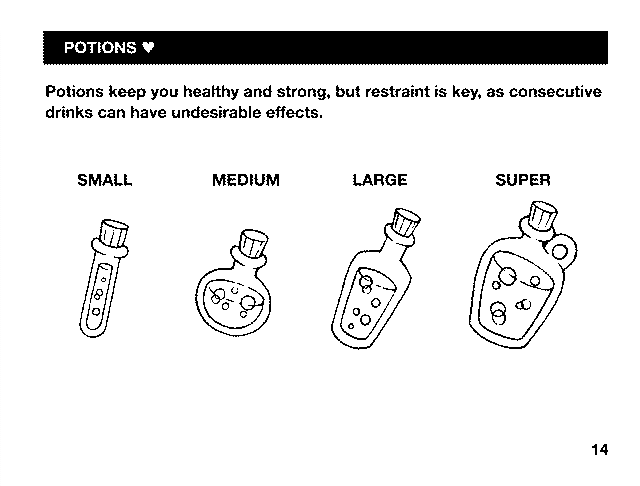 POTIONS ♥
Potions keep you healthy and strong, but restraint is key, as consecutive
drinks can have undesirable effects.
SMALL MEDIUM LARGE SUPER
14